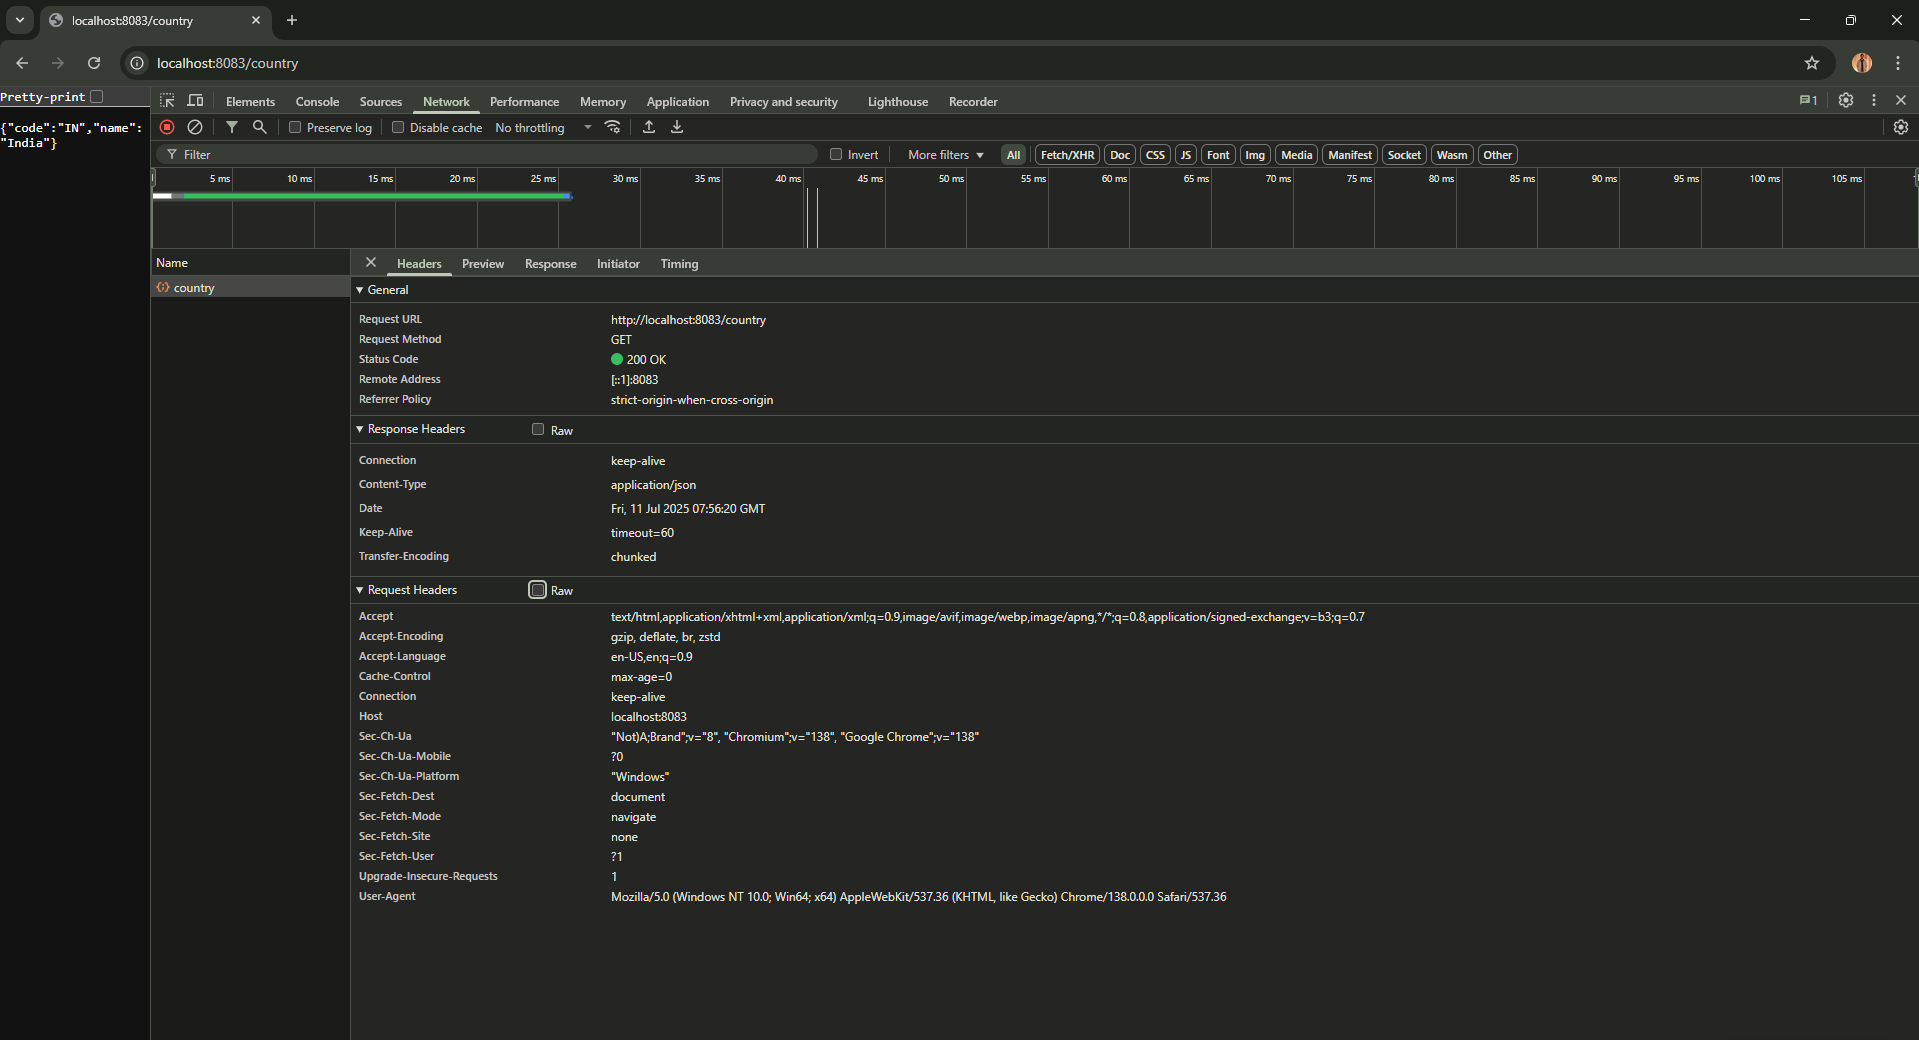 localhost:8083/country
localhost:8083/country
Pretty-print
{"code":"IN","name":
"India"}
Elements Console Sources Network Performance Memory Application Privacy and security Lighthouse Recorder 1
Preserve log Disable cache No throttling
Filter Invert More filters All Fetch/XHR Doc CSS JS Font Img Media Manifest Socket Wasm Other
5 ms 10 ms 15 ms 20 ms 25 ms 30 ms 35 ms 40 ms 45 ms 50 ms 55 ms 60 ms 65 ms 70 ms 75 ms 80 ms 85 ms 90 ms 95 ms 100 ms 105 ms
Name
country
Headers Preview Response Initiator Timing
General
Request URL http://localhost:8083/country
Request Method GET
Status Code 200 OK
Remote Address [::1]:8083
Referrer Policy strict-origin-when-cross-origin
Response Headers Raw
Connection keep-alive
Content-Type application/json
Date Fri, 11 Jul 2025 07:56:20 GMT
Keep-Alive timeout=60
Transfer-Encoding chunked
Request Headers Raw
Accept text/html,application/xhtml+xml,application/xml;q=0.9,image/avif,image/webp,image/apng,*/*;q=0.8,application/signed-exchange;v=b3;q=0.7
Accept-Encoding gzip, deflate, br, zstd
Accept-Language en-US,en;q=0.9
Cache-Control max-age=0
Connection keep-alive
Host localhost:8083
Sec-Ch-Ua "Not)A;Brand";v="8", "Chromium";v="138", "Google Chrome";v="138"
Sec-Ch-Ua-Mobile ?0
Sec-Ch-Ua-Platform "Windows"
Sec-Fetch-Dest document
Sec-Fetch-Mode navigate
Sec-Fetch-Site none
Sec-Fetch-User ?1
Upgrade-Insecure-Requests 1
User-Agent Mozilla/5.0 (Windows NT 10.0; Win64; x64) AppleWebKit/537.36 (KHTML, like Gecko) Chrome/138.0.0.0 Safari/537.36